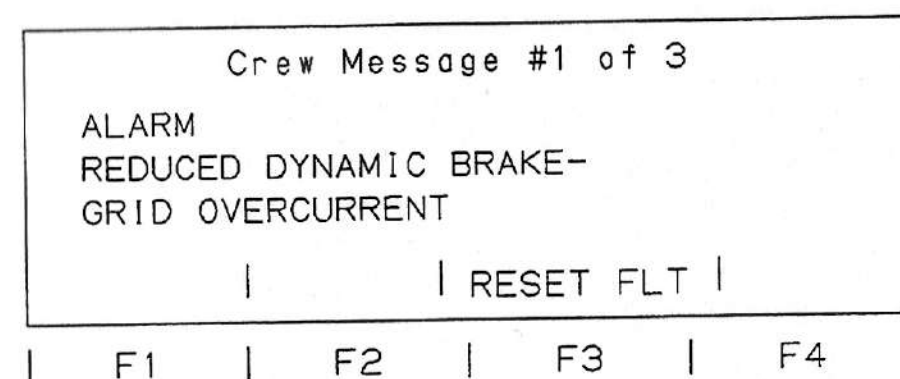 Crew Message #1 of 3
ALARM
REDUCED DYNAMIC BRAKE-
GRID OVERCURRENT
| | RESET FLT |
| F1 | F2 | F3 | F4